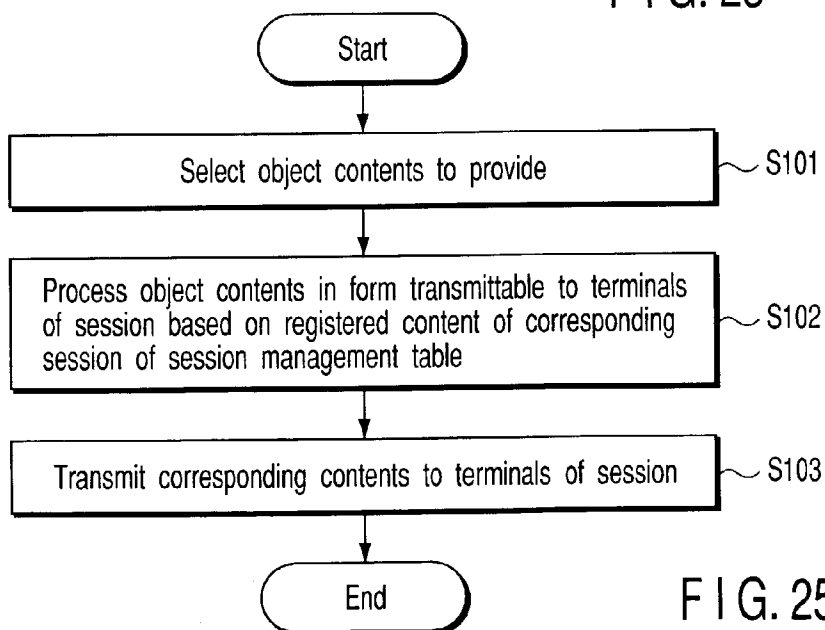 Start
Select object contents to provide
S101
Process object contents in form transmittable to terminals
of session based on registered content of corresponding
session of session management table
S102
Transmit corresponding contents to terminals of session
S103
End
F I G. 25